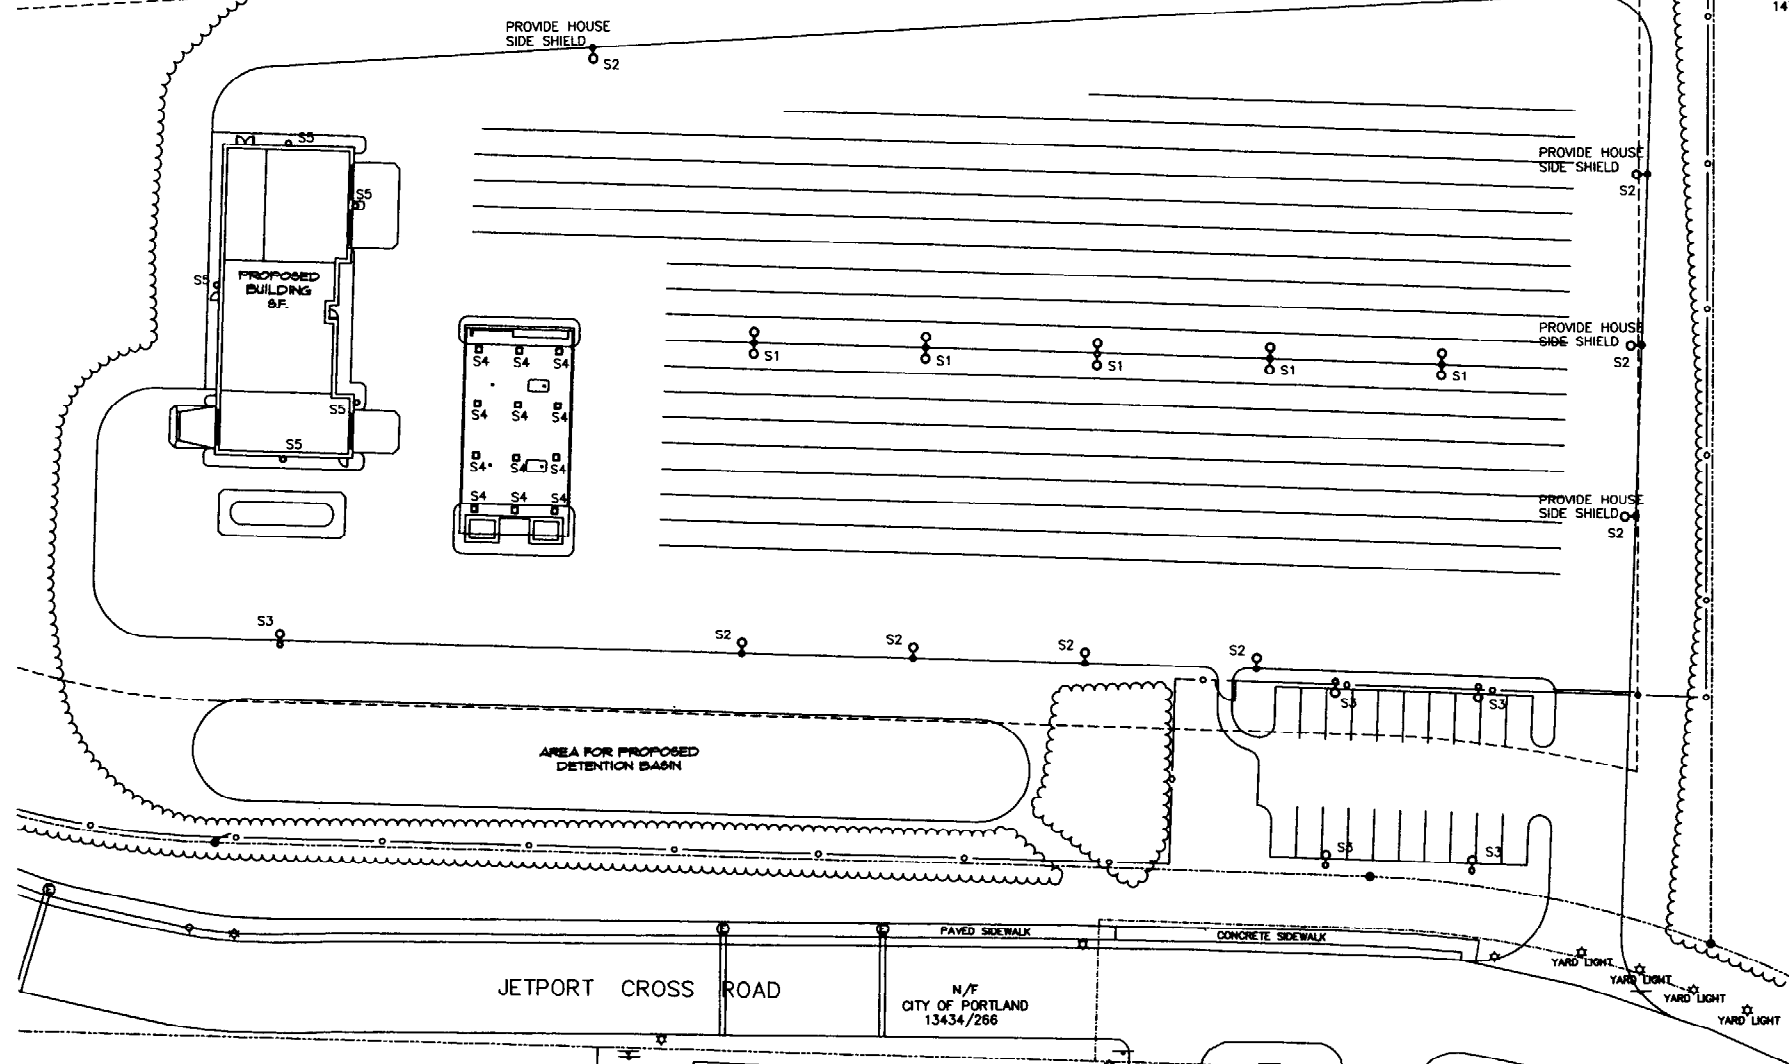 14
PROVIDE HOUSE
SIDE SHIELD
S2
S5
PROVIDE HOUSE
SIDE SHIELD
S2
S5
S5
PROPOSED
BUILDING
S.F.
PROVIDE HOUSE
SIDE SHIELD
S2
S1
S1
S1
S1
S1
S4
S4
S4
S5
S4
S4
S4
S5
S4
S4
S4
S4
S4
S4
PROVIDE HOUSE
SIDE SHIELD
S2
S3
S2
S2
S2
S2
S3
S3
AREA FOR PROPOSED
DETENTION BASIN
S3
S3
E
E
E
PAVED SIDEWALK
CONCRETE SIDEWALK
YARD LIGHT
YARD LIGHT
YARD LIGHT
YARD LIGHT
JETPORT CROSS ROAD
N/F
CITY OF PORTLAND
13434/266